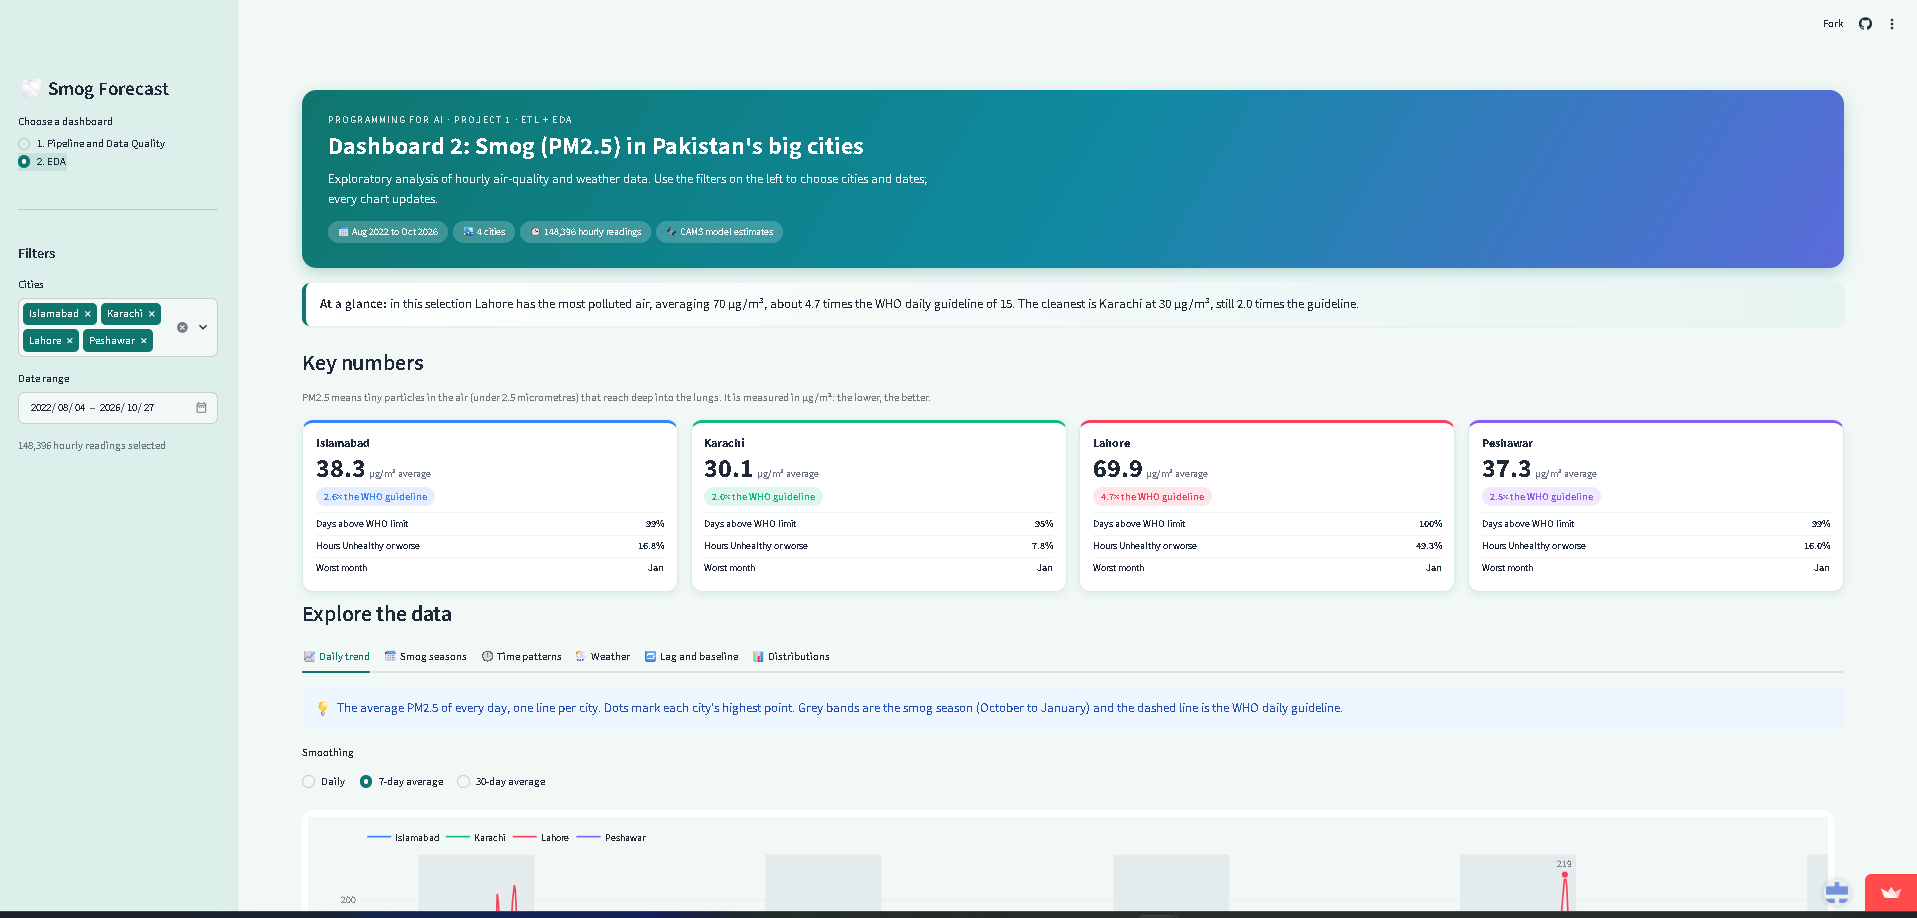 Fork
Smog Forecast
Choose a dashboard
1. Pipeline and Data Quality
2. EDA
Filters
Cities
Islamabad × Karachi ×
Lahore × Peshawar ×
Date range
2022/08/04 – 2026/10/27
148,396 hourly readings selected
PROGRAMMING FOR AI · PROJECT 1 · ETL + EDA
Dashboard 2: Smog (PM2.5) in Pakistan's big cities
Exploratory analysis of hourly air-quality and weather data. Use the filters on the left to choose cities and dates;
every chart updates.
Aug 2022 to Oct 2026 4 cities 148,396 hourly readings CAMS model estimates
At a glance: in this selection Lahore has the most polluted air, averaging 70 µg/m³, about 4.7 times the WHO daily guideline of 15. The cleanest is Karachi at 30 µg/m³, still 2.0 times the guideline.
Key numbers
PM2.5 means tiny particles in the air (under 2.5 micrometres) that reach deep into the lungs. It is measured in µg/m³: the lower, the better.
Islamabad
38.3 µg/m³ average
2.6× the WHO guideline
Days above WHO limit 99%
Hours Unhealthy or worse 16.8%
Worst month Jan
Karachi
30.1 µg/m³ average
2.0× the WHO guideline
Days above WHO limit 95%
Hours Unhealthy or worse 7.8%
Worst month Jan
Lahore
69.9 µg/m³ average
4.7× the WHO guideline
Days above WHO limit 100%
Hours Unhealthy or worse 49.3%
Worst month Jan
Peshawar
37.3 µg/m³ average
2.5× the WHO guideline
Days above WHO limit 99%
Hours Unhealthy or worse 16.0%
Worst month Jan
Explore the data
Daily trend Smog seasons Time patterns Weather Lag and baseline Distributions
The average PM2.5 of every day, one line per city. Dots mark each city's highest point. Grey bands are the smog season (October to January) and the dashed line is the WHO daily guideline.
Smoothing
Daily 7-day average 30-day average
Islamabad Karachi Lahore Peshawar
219
200